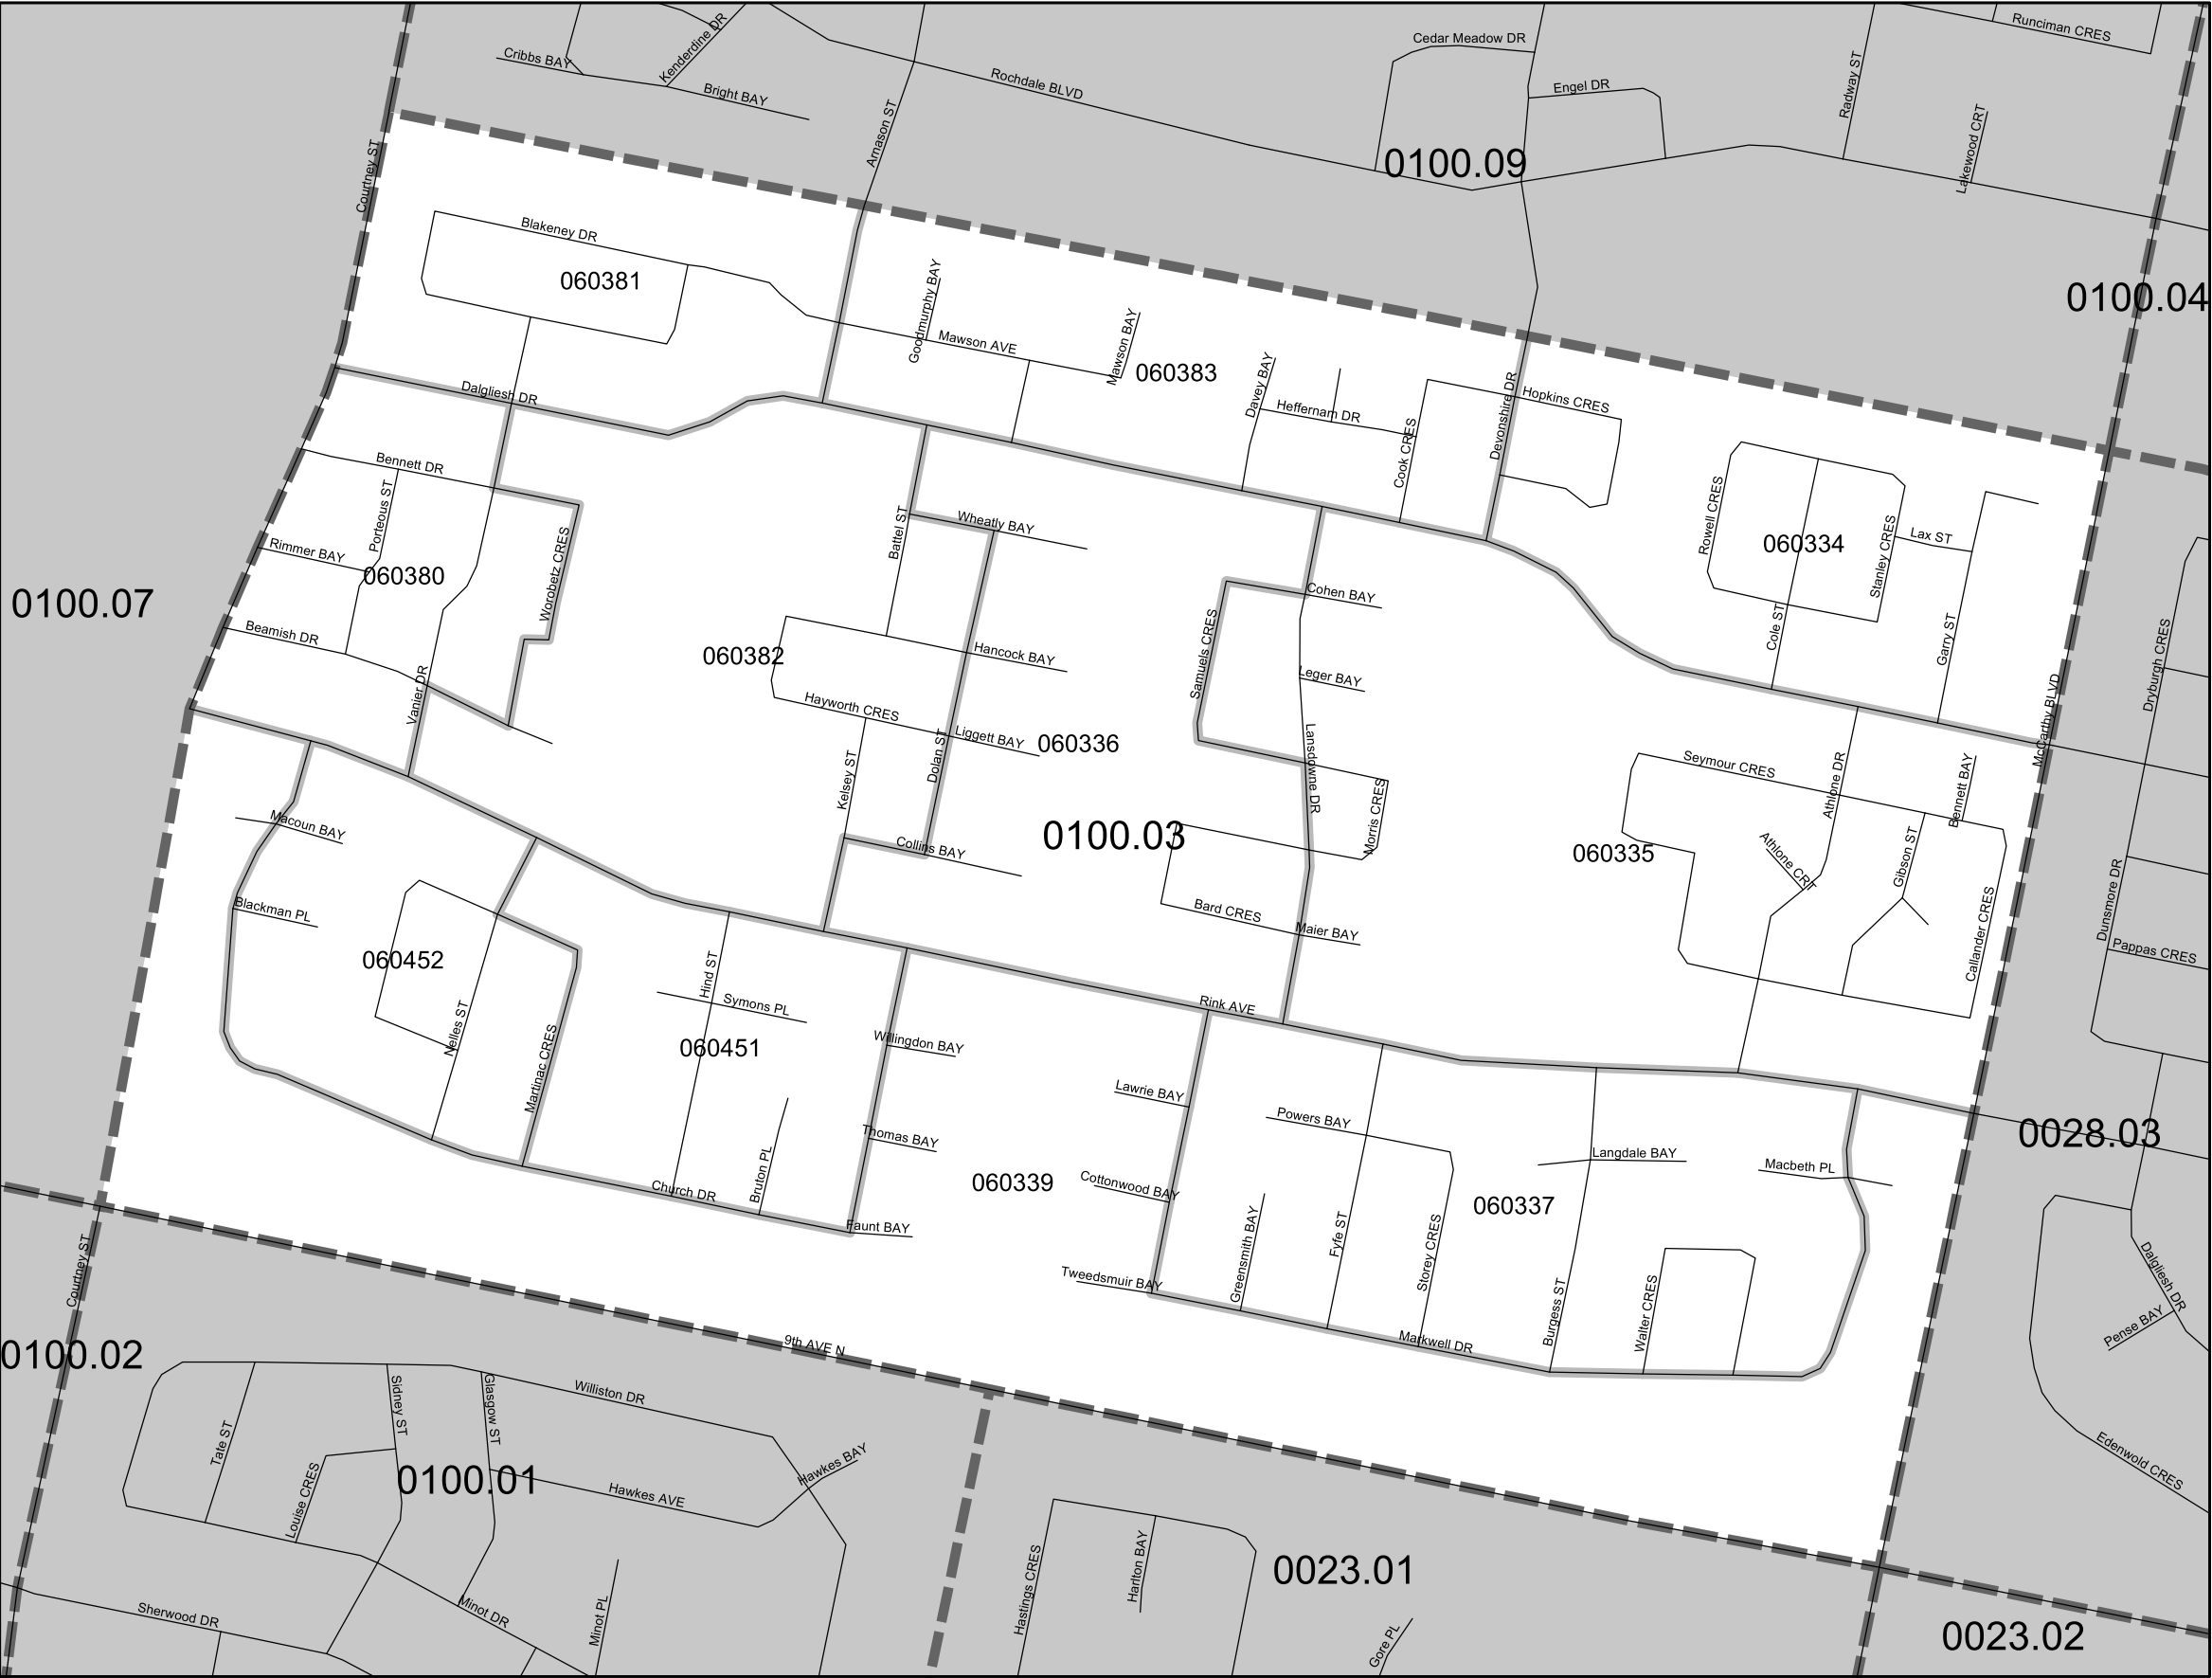 Runciman CRES
Kenderdine DR
Cribbs BAY
Bright BAY
Rochdale BLVD
Arnason ST
Cedar Meadow DR
Engel DR
Radway ST
Lakewood CRT
0100.09
Courtney ST
Blakeney DR
060381
0100.04
Goodmurphy BAY
Mawson AVE
Mawson BAY
060383
Davey BAY
Heffernam DR
Cook CRES
Devonshire DR
Hopkins CRES
Dalgliesh DR
Bennett DR
Porteous ST
Rimmer BAY
060380
Worobetz CRES
Battel ST
Wheatly BAY
Rowell CRES
060334
Stanley CRES
Lax ST
Cole ST
Garry ST
0100.07
Beamish DR
Vanier DR
060382
Hancock BAY
Samuels CRES
Cohen BAY
Leger BAY
Dryburgh CRES
McCarthy BLVD
Hayworth CRES
Kelsey ST
Dolan ST
Liggett BAY
060336
Lansdowne DR
Morris CRES
Seymour CRES
Athlone DR
Bennett BAY
Macoun BAY
Collins BAY
0100.03
060335
Athlone CRT
Gibson ST
Callander CRES
Dunsmore DR
Pappas CRES
Blackman PL
060452
Nelles ST
Martinac CRES
Hind ST
Symons PL
060451
Bard CRES
Maier BAY
Rink AVE
Willingdon BAY
Lawrie BAY
Powers BAY
Langdale BAY
Macbeth PL
0028.03
Thomas BAY
060339
Cottonwood BAY
060337
Church DR
Bruton PL
Faunt BAY
Tweedsmuir BAY
Greensmith BAY
Fyfe ST
Storey CRES
Markwell DR
Burgess ST
Walter CRES
Dalgliesh DR
Pense BAY
Edenwold CRES
Courtney ST
9th AVE N
0100.02
Tate ST
Sidney ST
Glasgow ST
Williston DR
Louise CRES
0100.01
Hawkes AVE
Hawkes BAY
Sherwood DR
Minot DR
Minot PL
Hastings CRES
Harlton BAY
0023.01
Gore PL
0023.02